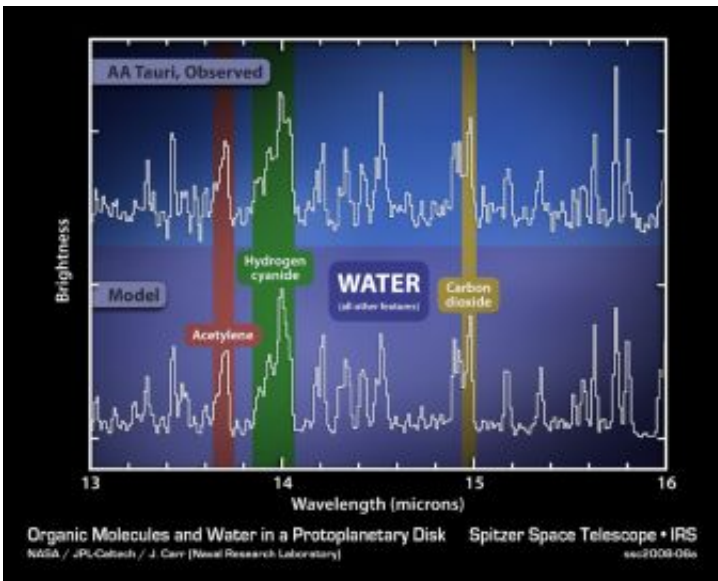 AA Tauri, Observed
Hydrogen
cyanide
WATER
(all other features)
Carbon
dioxide
Model
Acetylene
Brightness
13
14
15
16
Wavelength (microns)
Organic Molecules and Water in a Protoplanetary Disk
Spitzer Space Telescope • IRS
NASA / JPL-Caltech / J. Carr (Naval Research Laboratory)
ssc2008-06a